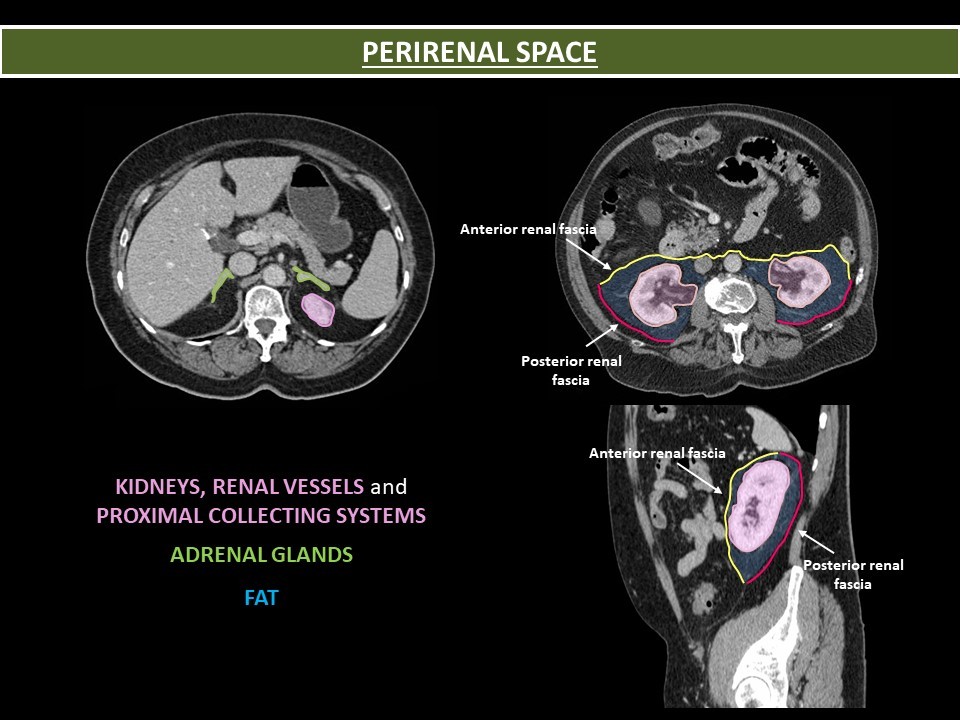 PERIRENAL SPACE
Anterior renal fascia
Posterior renal
fascia
Anterior renal fascia
Posterior renal
fascia
KIDNEYS, RENAL VESSELS and
PROXIMAL COLLECTING SYSTEMS
ADRENAL GLANDS
FAT